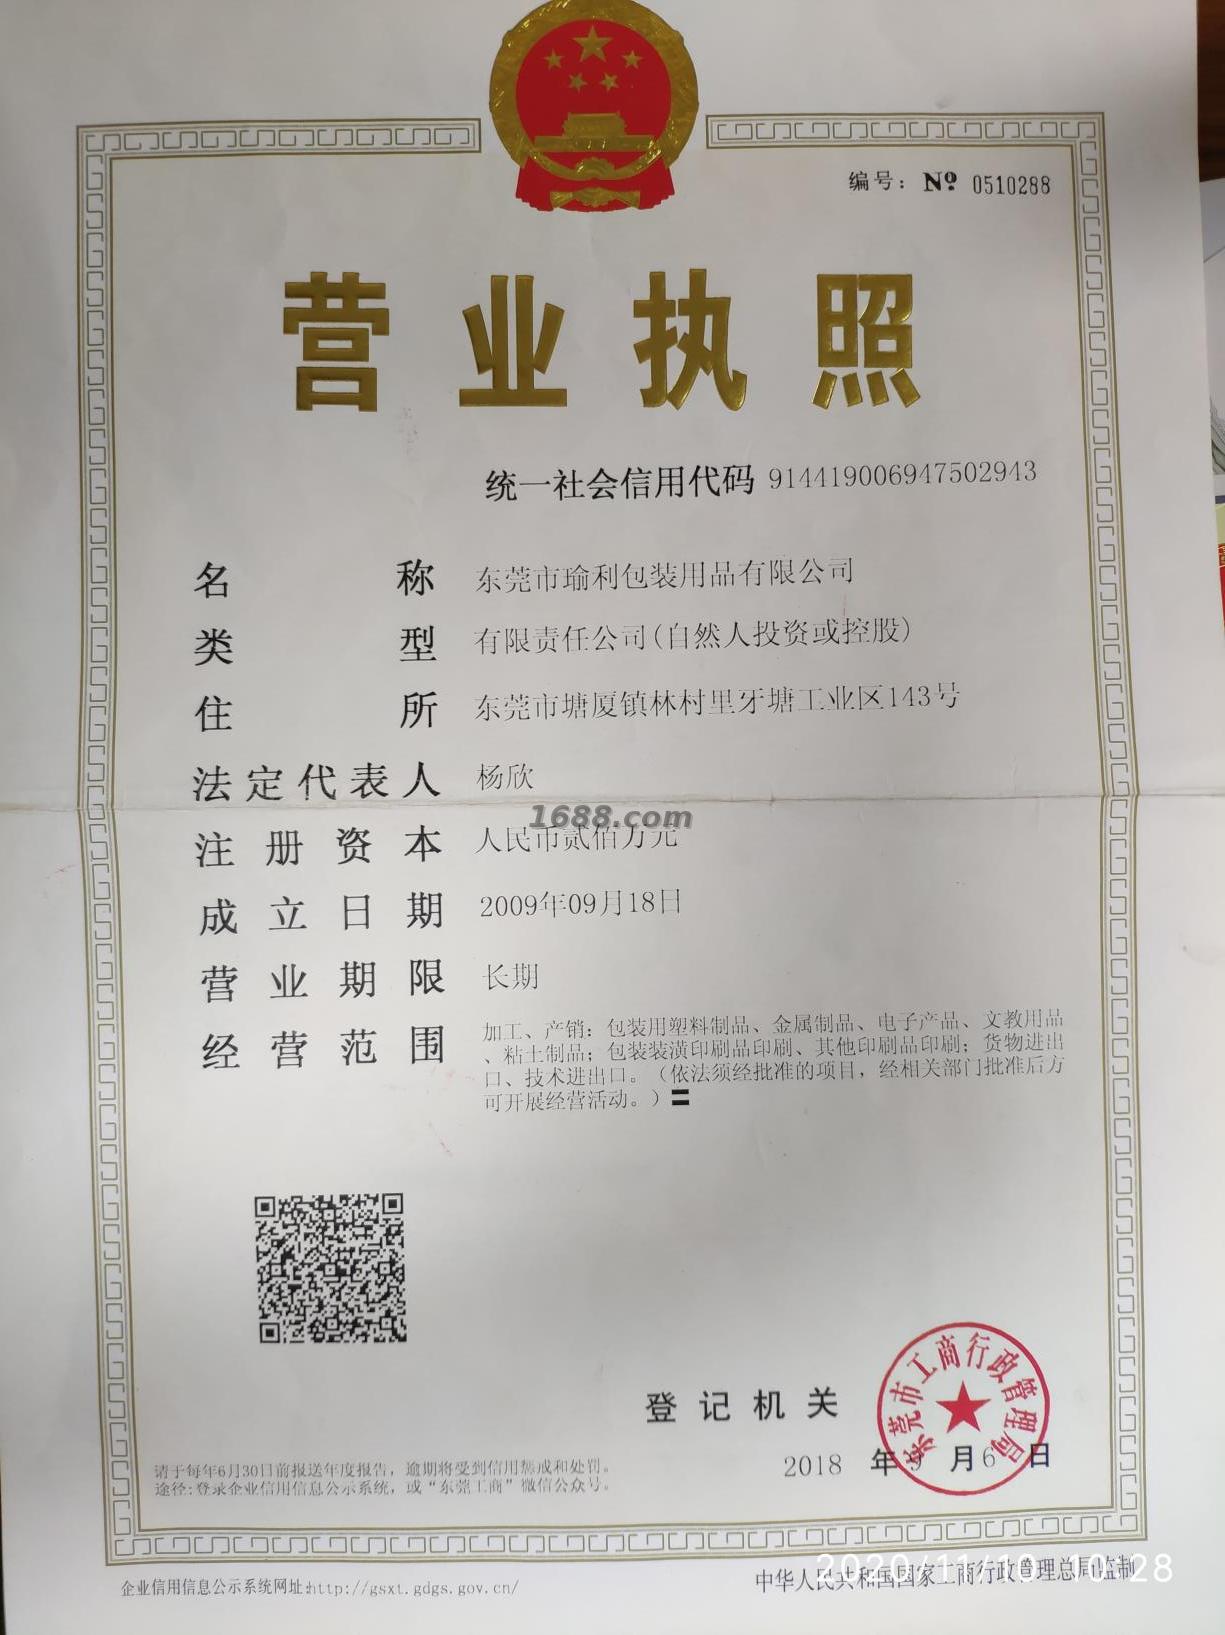 编号: № 0510288
营业执照
统一社会信用代码 914419006947502943
名称 东莞市瑜利包装用品有限公司
类型 有限责任公司(自然人投资或控股)
住所 东莞市塘厦镇林村里牙塘工业区143号
法定代表人 杨欣
1688.com
注册资本 人民币贰佰万元
成立日期 2009年09月18日
营业期限 长期
经营范围 加工、产销：包装用塑料制品、金属制品、电子产品、文教用品
、粘土制品；包装装潢印刷品印刷、其他印刷品印刷；货物进出
口、技术进出口。（依法须经批准的项目，经相关部门批准后方
可开展经营活动。）〓
东莞市工商行政管理局
登记机关
2018 年 9 月 6 日
请于每年6月30日前报送年度报告，逾期将受到信用惩戒和处罚。
途径:登录企业信用信息公示系统，或“东莞工商”微信公众号。
企业信用信息公示系统网址:http://gsxt.gdgs.gov.cn/
中华人民共和国国家工商行政管理总局监制
2020/11/10 10:28